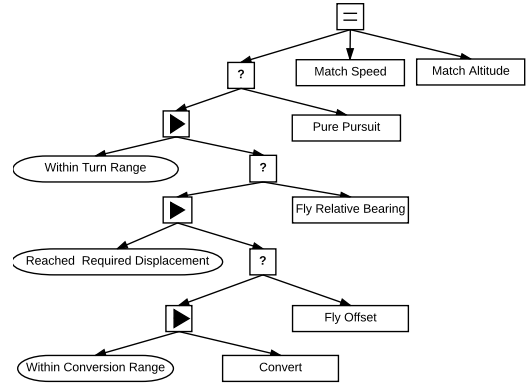 ?
Match Speed
Match Altitude
Pure Pursuit
Within Turn Range
?
Fly Relative Bearing
Reached  Required Displacement
?
Fly Offset
Within Conversion Range
Convert